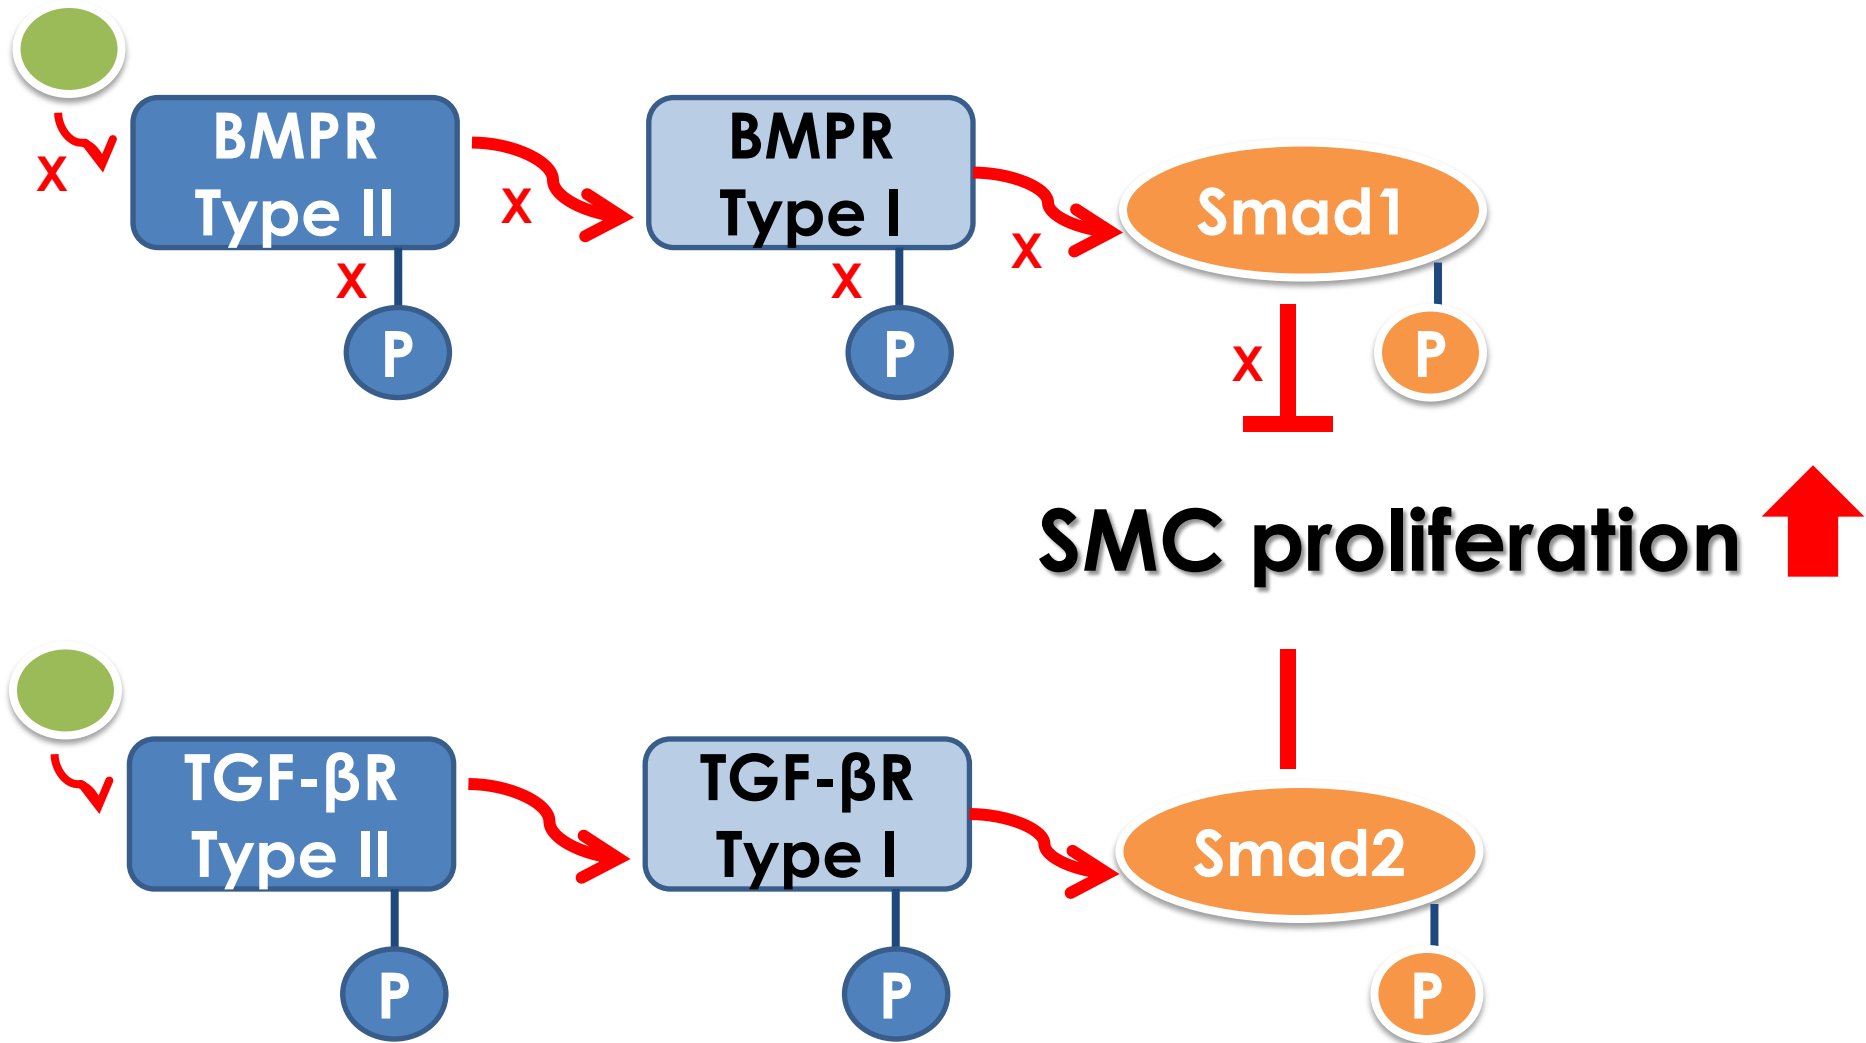 BMPR
Type II
BMPR
Type I
Smad1
X
X
X
X
X
P
P
P
X
SMC proliferation
TGF-βR
Type II
TGF-βR
Type I
Smad2
P
P
P